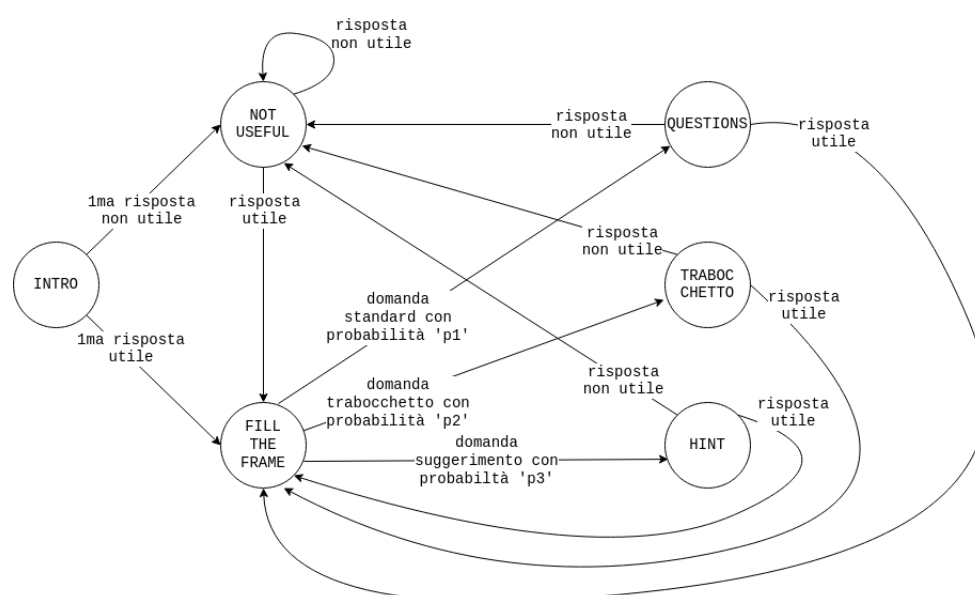 risposta
non utile
NOT
USEFUL
risposta
non utile
QUESTIONS
risposta
utile
1ma risposta
non utile
risposta
utile
risposta
non utile
INTRO
TRABOC
CHETTO
domanda
standard con
probabilità 'p1'
risposta
utile
1ma risposta
utile
domanda
trabocchetto con
probabilità 'p2'
risposta
non utile
risposta
utile
FILL
THE
FRAME
domanda
suggerimento con
probabiltà 'p3'
HINT